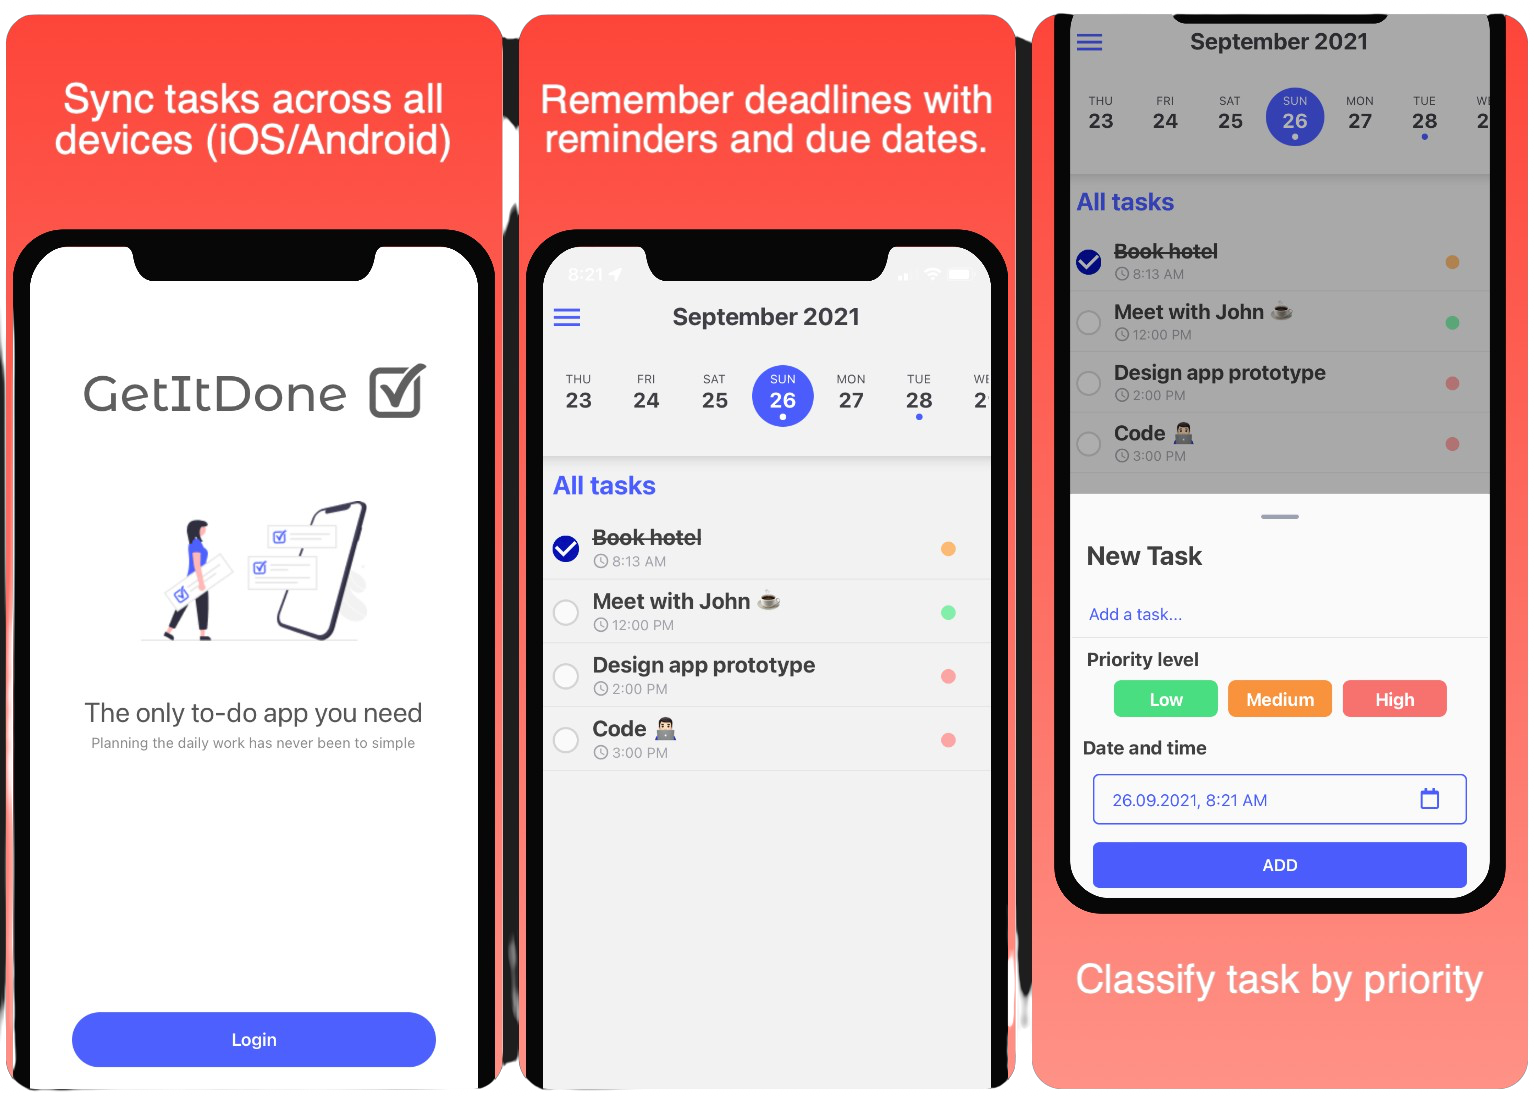 Sync tasks across all
devices (iOS/Android)
GetItDone
The only to-do app you need
Planning the daily work has never been to simple
Login
Remember deadlines with
reminders and due dates.
8:21
September 2021
THU FRI SAT SUN MON TUE WE
23 24 25 26 27 28 2
All tasks
Book hotel
8:13 AM
Meet with John ☕
12:00 PM
Design app prototype
2:00 PM
Code 👨🏻‍💻
3:00 PM
September 2021
THU FRI SAT SUN MON TUE WE
23 24 25 26 27 28 2
All tasks
Book hotel
8:13 AM
Meet with John ☕
12:00 PM
Design app prototype
2:00 PM
Code 👨🏻‍💻
3:00 PM
New Task
Add a task...
Priority level
Low Medium High
Date and time
26.09.2021, 8:21 AM
ADD
Classify task by priority